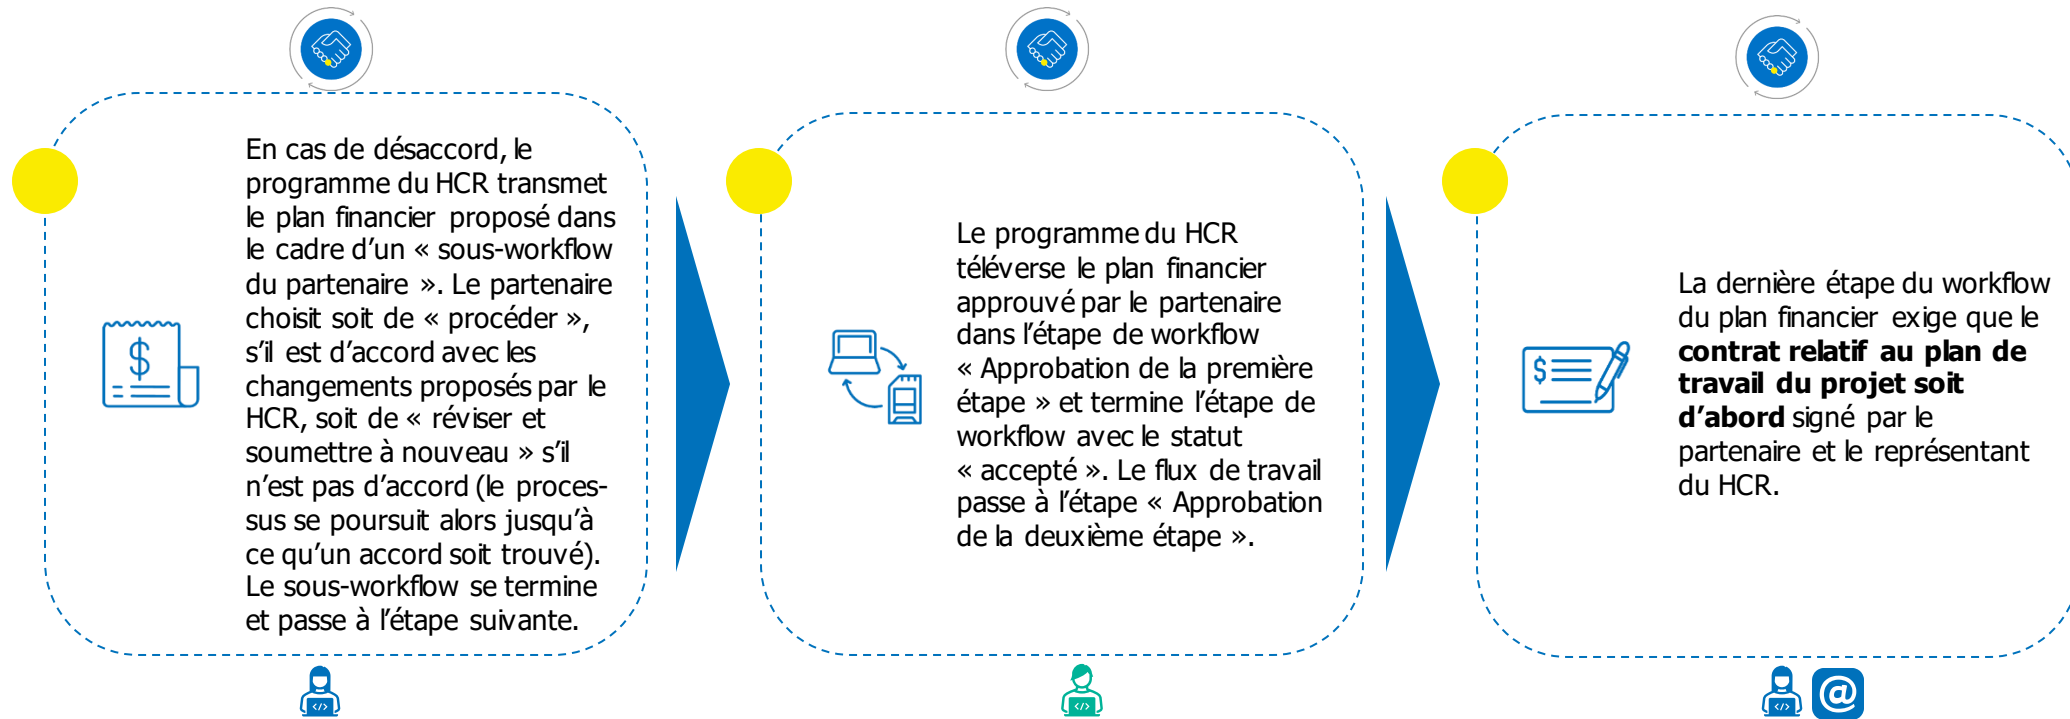 En cas de désaccord, le
programme du HCR transmet
le plan financier proposé dans
le cadre d’un « sous-workflow
du partenaire ». Le partenaire
choisit soit de « procéder »,
s’il est d’accord avec les
changements proposés par le
HCR, soit de « réviser et
soumettre à nouveau » s’il
n’est pas d’accord (le proces-
sus se poursuit alors jusqu’à
ce qu’un accord soit trouvé).
Le sous-workflow se termine
et passe à l’étape suivante.
Le programme du HCR
téléverse le plan financier
approuvé par le partenaire
dans l’étape de workflow
« Approbation de la première
étape » et termine l’étape de
workflow avec le statut
« accepté ». Le flux de travail
passe à l’étape « Approbation
de la deuxième étape ».
La dernière étape du workflow
du plan financier exige que le
contrat relatif au plan de
travail du projet soit
d’abord signé par le
partenaire et le représentant
du HCR.